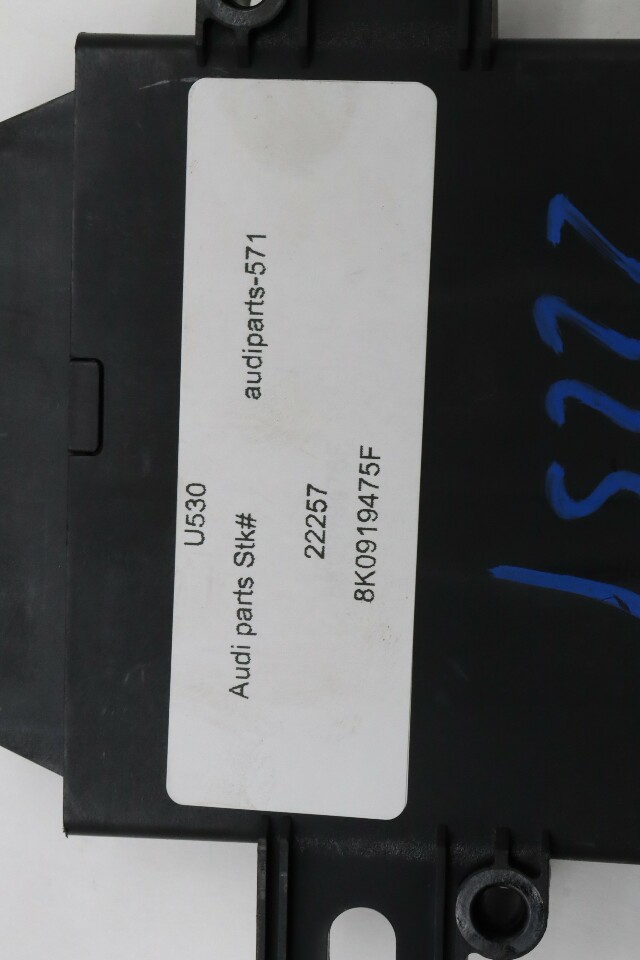 U530
Audi parts Stk# audiparts-571
22257
8K0919475F